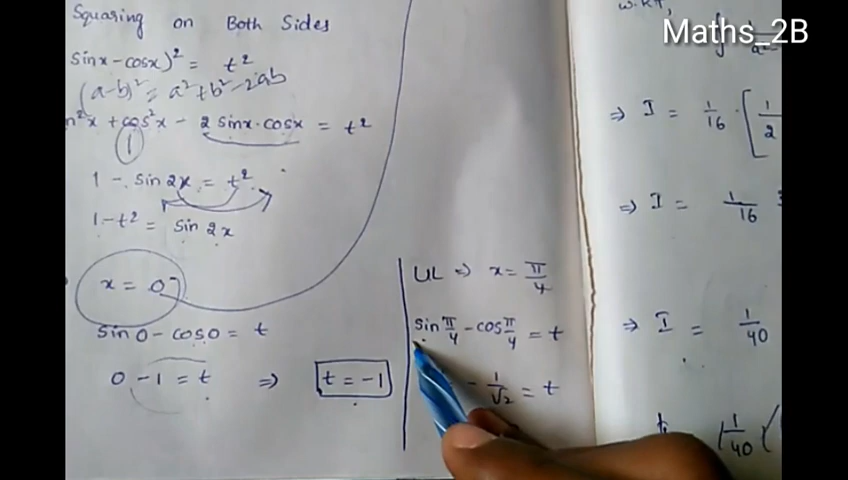 Squaring on Both Sides
sinx-cosx)² = t²
(a-b)² = a²+b²-2ab
n²x + cos²x - 2 sinx·cosx = t²
1
1 - sin 2x = t²
1-t² = sin 2x
x = 0
sin 0 - cos 0 = t
0 - 1 = t ⇒ t = -1
UL ⇒ x = π/4
sin π/4 - cos π/4 = t
- 1/√2 = t
w.k.t,
Maths_2B
⇒ I = 1/16 · [1/2
⇒ I = 1/16
⇒ I = 1/40
1/40 (